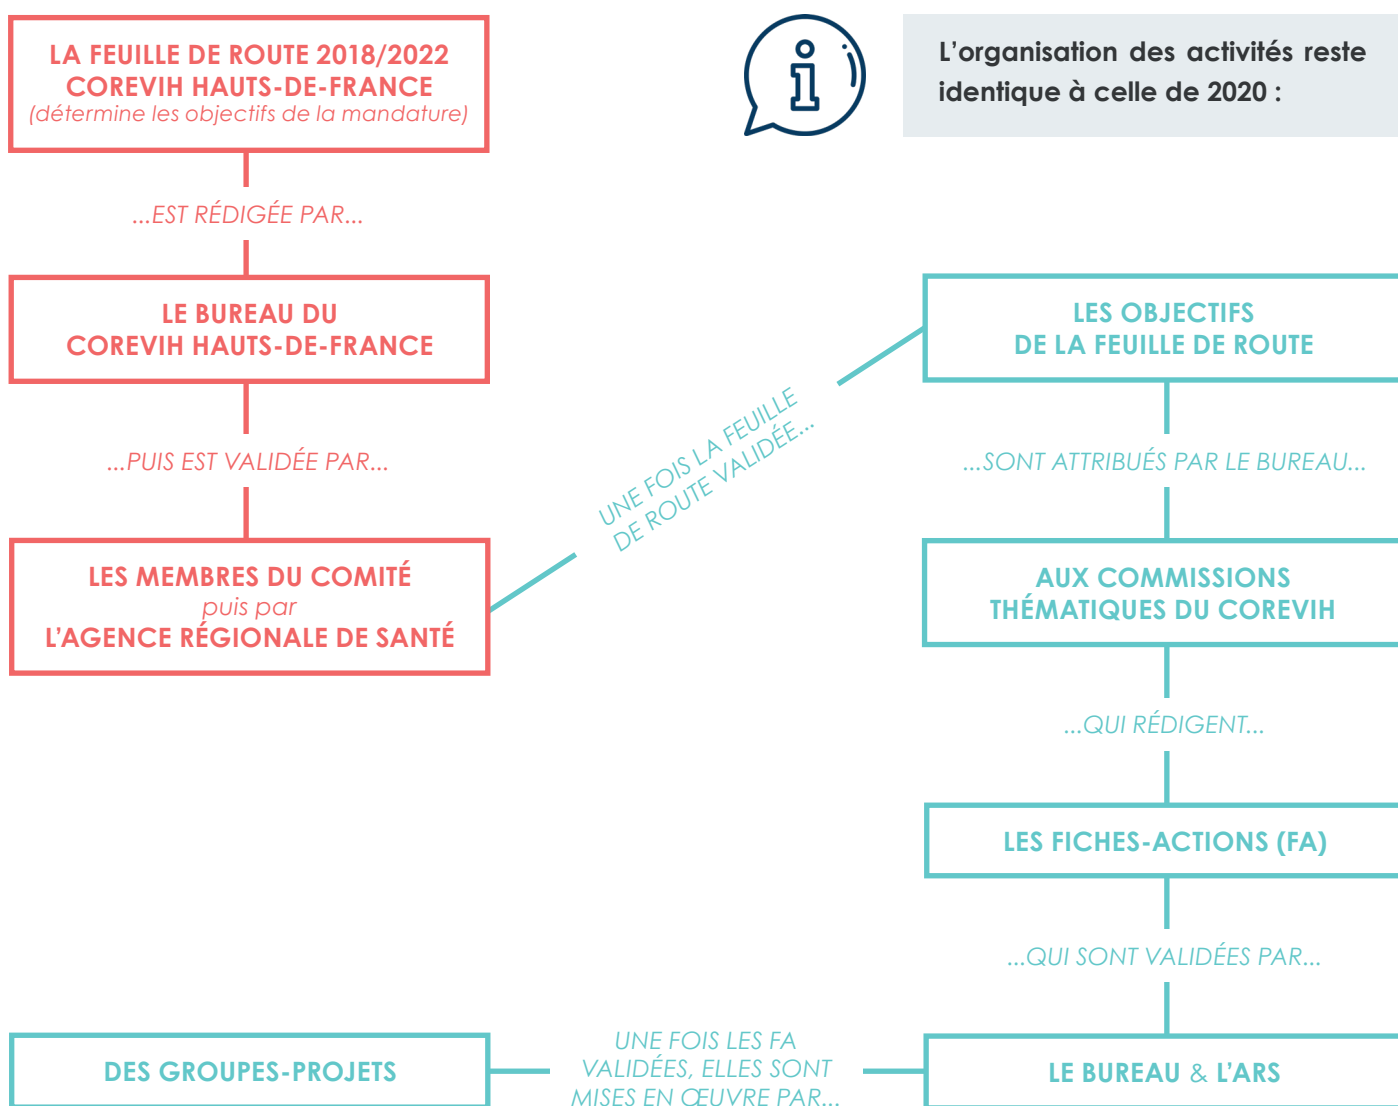 LA FEUILLE DE ROUTE 2018/2022
COREVIH HAUTS-DE-FRANCE
(détermine les objectifs de la mandature)
...EST RÉDIGÉE PAR...
LE BUREAU DU
COREVIH HAUTS-DE-FRANCE
...PUIS EST VALIDÉE PAR...
LES MEMBRES DU COMITÉ
puis par
L'AGENCE RÉGIONALE DE SANTÉ
L'organisation des activités reste
identique à celle de 2020 :
UNE FOIS LA FEUILLE
DE ROUTE VALIDÉE...
LES OBJECTIFS
DE LA FEUILLE DE ROUTE
...SONT ATTRIBUÉS PAR LE BUREAU...
AUX COMMISSIONS
THÉMATIQUES DU COREVIH
...QUI RÉDIGENT...
LES FICHES-ACTIONS (FA)
...QUI SONT VALIDÉES PAR...
LE BUREAU & L'ARS
UNE FOIS LES FA
VALIDÉES, ELLES SONT
MISES EN ŒUVRE PAR...
DES GROUPES-PROJETS